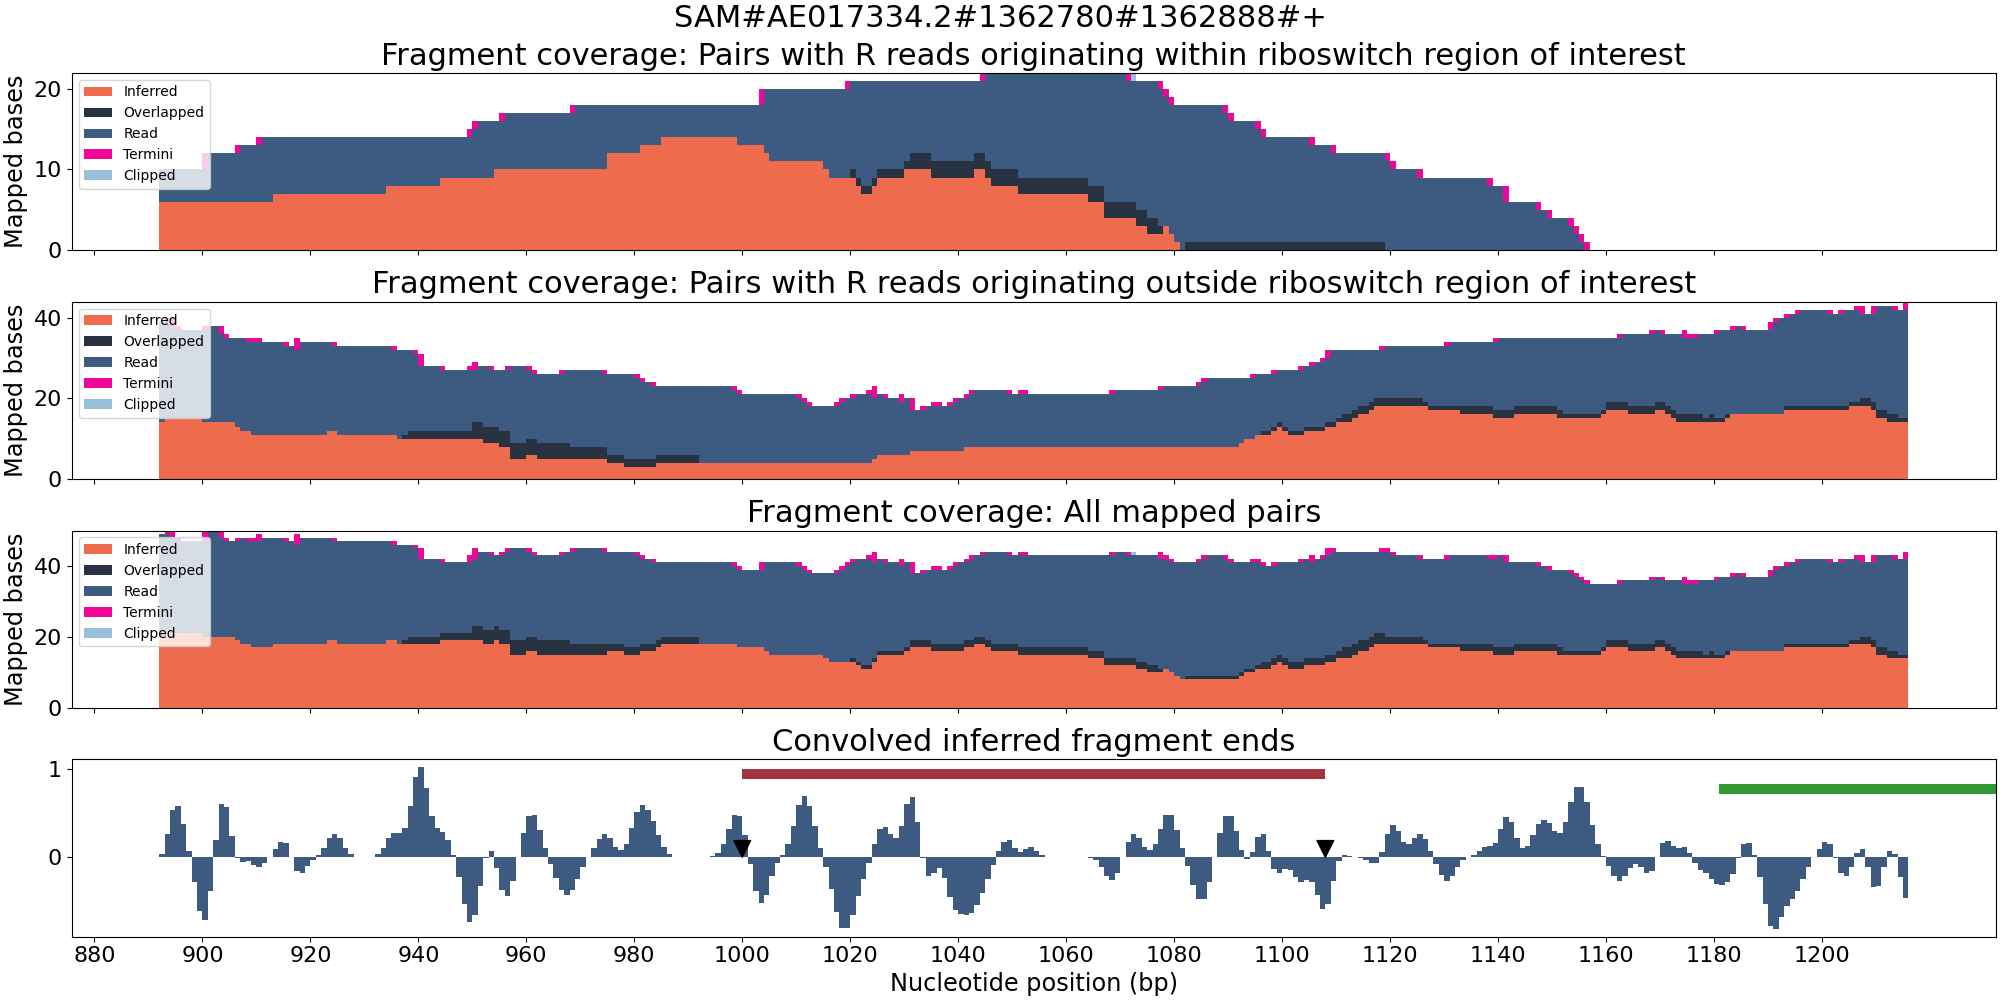 SAM#AE017334.2#1362780#1362888#+
Fragment coverage: Pairs with R reads originating within riboswitch region of interest
Mapped bases
20
10
0
Inferred
Overlapped
Read
Termini
Clipped
Fragment coverage: Pairs with R reads originating outside riboswitch region of interest
Mapped bases
40
20
0
Inferred
Overlapped
Read
Termini
Clipped
Fragment coverage: All mapped pairs
Mapped bases
40
20
0
Inferred
Overlapped
Read
Termini
Clipped
Convolved inferred fragment ends
1
0
880 900 920 940 960 980 1000 1020 1040 1060 1080 1100 1120 1140 1160 1180 1200
Nucleotide position (bp)